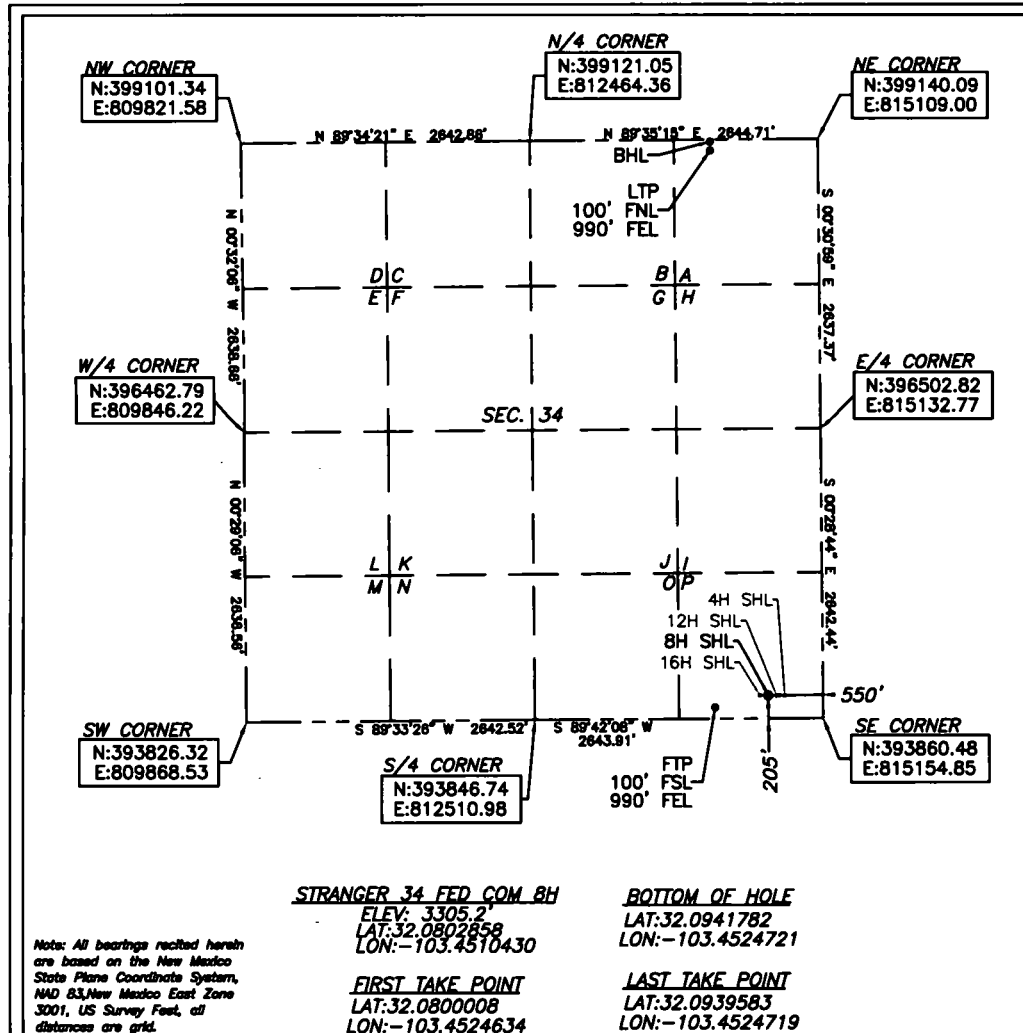 N/4 CORNER
N:399121.05
E:812464.36
NW CORNER
N:399101.34
E:809821.58
NE CORNER
N:399140.09
E:815109.00
N 89°34'21" E 2642.88'
N 89°35'15" E 2644.71'
BHL
LTP
100' FNL
990' FEL
N 00°32'06" W 2638.66'
S 00°30'59" E 2637.37'
D C
E F
B A
G H
W/4 CORNER
N:396462.79
E:809846.22
E/4 CORNER
N:396502.82
E:815132.77
SEC. 34
N 00°29'06" W 2636.56'
S 00°28'44" E 2642.44'
L K
M N
J I
O P
4H SHL
12H SHL
8H SHL
16H SHL
550'
205'
SW CORNER
N:393826.32
E:809868.53
S 89°33'26" W 2642.52'
S 89°42'08" W
2643.91'
S/4 CORNER
N:393846.74
E:812510.98
FTP
100' FSL
990' FEL
SE CORNER
N:393860.48
E:815154.85
STRANGER 34 FED COM 8H
ELEV: 3305.2'
LAT:32.0802858
LON:-103.4510430
BOTTOM OF HOLE
LAT:32.0941782
LON:-103.4524721
Note: All bearings recited herein
are based on the New Mexico
State Plane Coordinate System,
NAD 83,New Mexico East Zone
3001, US Survey Feet, all
distances are grid.
FIRST TAKE POINT
LAT:32.0800008
LON:-103.4524634
LAST TAKE POINT
LAT:32.0939583
LON:-103.4524719